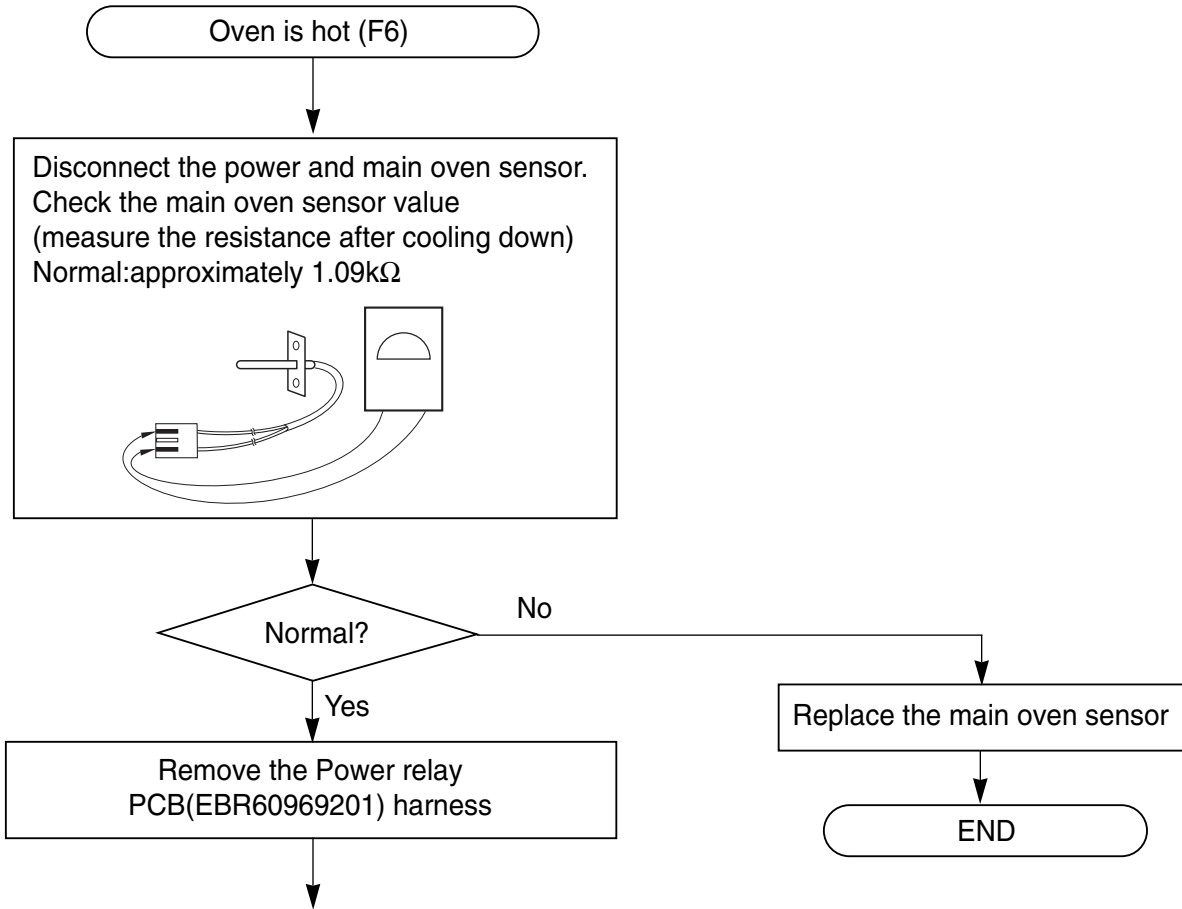 Oven is hot (F6)
Disconnect the power and main oven sensor.
Check the main oven sensor value
(measure the resistance after cooling down)
Normal:approximately 1.09kΩ
Normal?
No
Yes
Replace the main oven sensor
Remove the Power relay
PCB(EBR60969201) harness
END